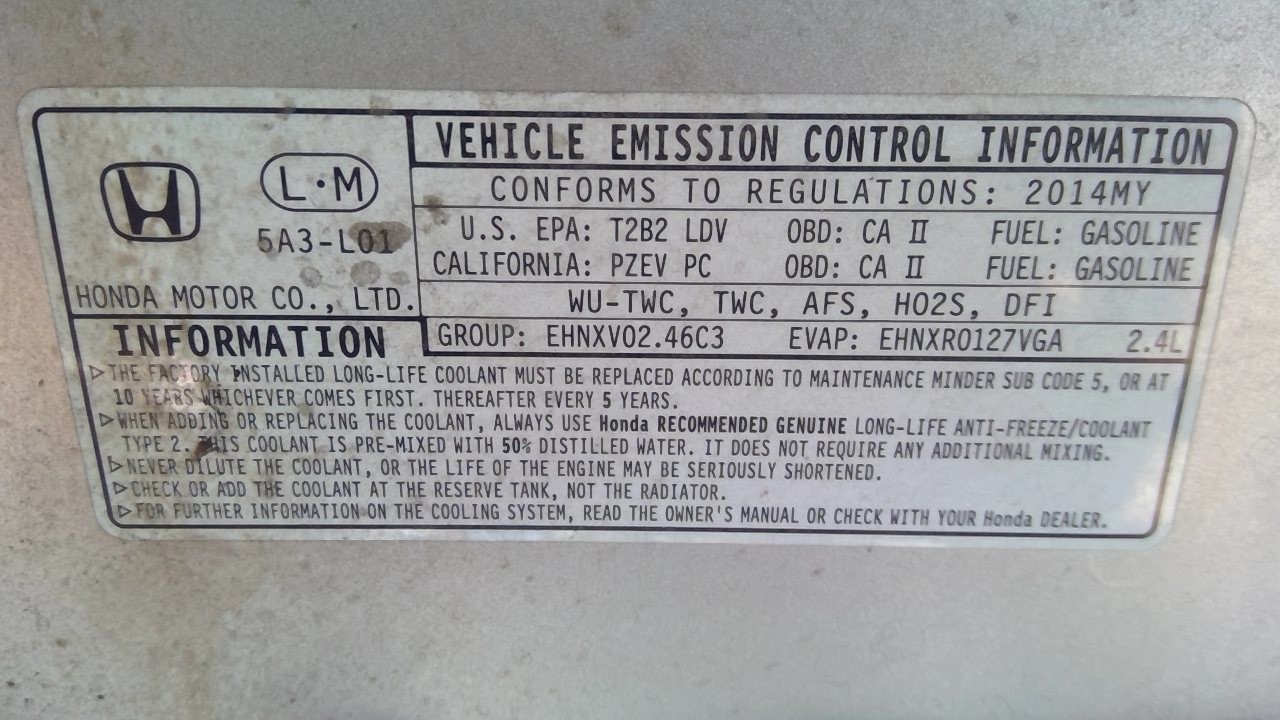 L·M
5A3-L01
HONDA MOTOR CO., LTD.
VEHICLE EMISSION CONTROL INFORMATION
CONFORMS TO REGULATIONS: 2014MY
U.S. EPA: T2B2 LDV OBD: CA II FUEL: GASOLINE
CALIFORNIA: PZEV PC OBD: CA II FUEL: GASOLINE
WU-TWC, TWC, AFS, HO2S, DFI
GROUP: EHNXV02.46C3 EVAP: EHNXR0127VGA 2.4L
INFORMATION
▷THE FACTORY INSTALLED LONG-LIFE COOLANT MUST BE REPLACED ACCORDING TO MAINTENANCE MINDER SUB CODE 5, OR AT
10 YEARS WHICHEVER COMES FIRST. THEREAFTER EVERY 5 YEARS.
▷WHEN ADDING OR REPLACING THE COOLANT, ALWAYS USE Honda RECOMMENDED GENUINE LONG-LIFE ANTI-FREEZE/COOLANT
TYPE 2. THIS COOLANT IS PRE-MIXED WITH 50% DISTILLED WATER. IT DOES NOT REQUIRE ANY ADDITIONAL MIXING.
▷NEVER DILUTE THE COOLANT, OR THE LIFE OF THE ENGINE MAY BE SERIOUSLY SHORTENED.
▷CHECK OR ADD THE COOLANT AT THE RESERVE TANK, NOT THE RADIATOR.
▷FOR FURTHER INFORMATION ON THE COOLING SYSTEM, READ THE OWNER'S MANUAL OR CHECK WITH YOUR Honda DEALER.